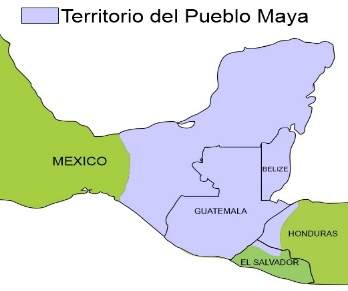 Territorio del Pueblo Maya
MEXICO
BELIZE
GUATEMALA
HONDURAS
EL SALVADOR